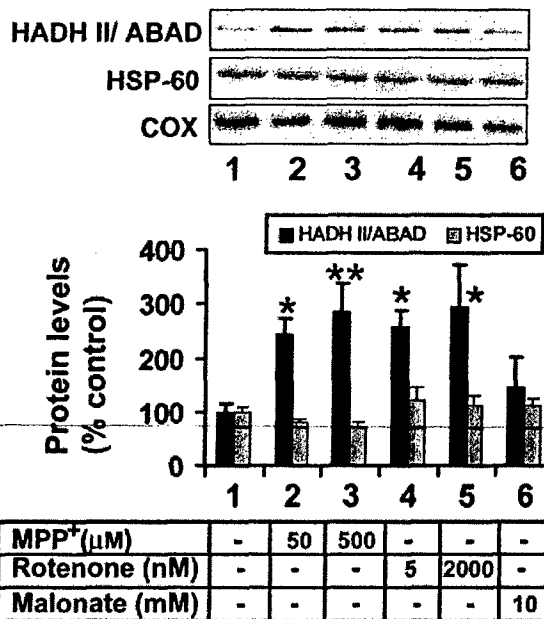 HADH II/ ABAD
HSP-60
COX
1 2 3 4 5 6
HADH II/ABAD HSP-60
Protein levels
(% control)
400
300
200
100
0
* ** * *
1 2 3 4 5 6
MPP+(μM) - 50 500 - - -
Rotenone (nM) - - - 5 2000 -
Malonate (mM) - - - - - 10